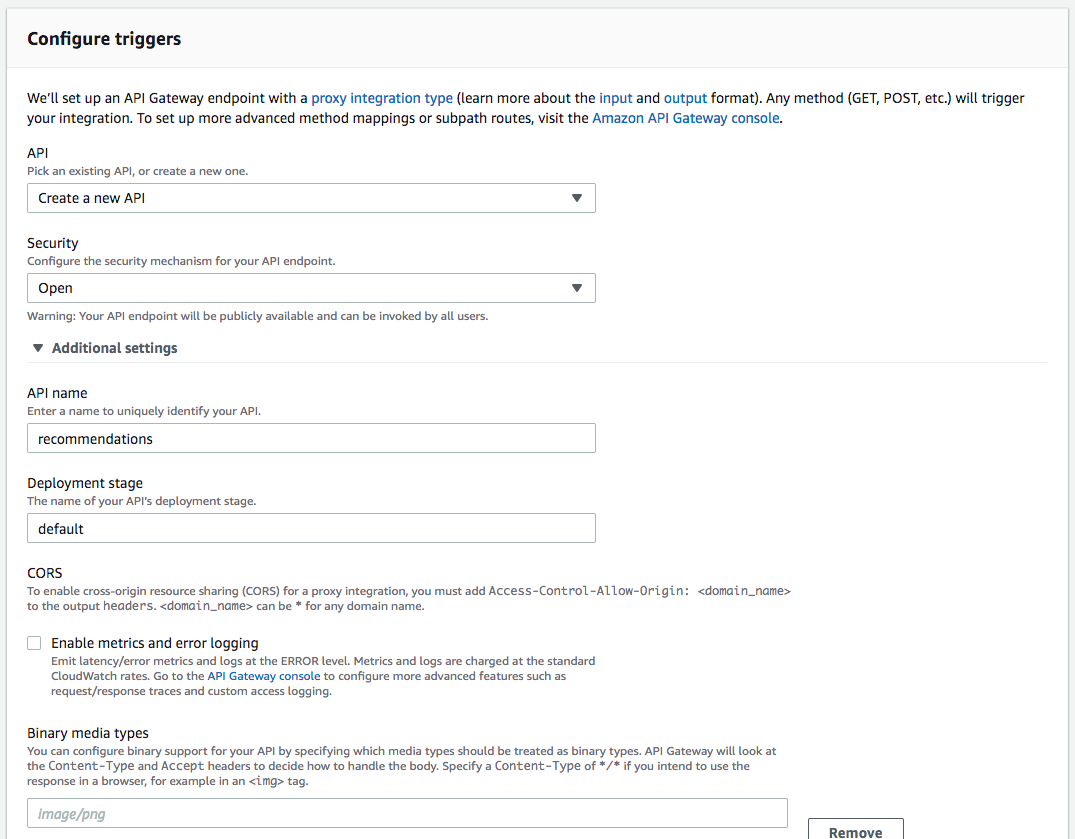 Configure triggers
We'll set up an API Gateway endpoint with a proxy integration type (learn more about the input and output format). Any method (GET, POST, etc.) will trigger
your integration. To set up more advanced method mappings or subpath routes, visit the Amazon API Gateway console.
API
Pick an existing API, or create a new one.
Create a new API
Security
Configure the security mechanism for your API endpoint.
Open
Warning: Your API endpoint will be publicly available and can be invoked by all users.
Additional settings
API name
Enter a name to uniquely identify your API.
recommendations
Deployment stage
The name of your API's deployment stage.
default
CORS
To enable cross-origin resource sharing (CORS) for a proxy integration, you must add Access-Control-Allow-Origin: <domain_name>
to the output headers. <domain_name> can be * for any domain name.
Enable metrics and error logging
Emit latency/error metrics and logs at the ERROR level. Metrics and logs are charged at the standard
CloudWatch rates. Go to the API Gateway console to configure more advanced features such as
request/response traces and custom access logging.
Binary media types
You can configure binary support for your API by specifying which media types should be treated as binary types. API Gateway will look at
the Content-Type and Accept headers to decide how to handle the body. Specify a Content-Type of */* if you intend to use the
response in a browser, for example in an <img> tag.
image/png
Remove